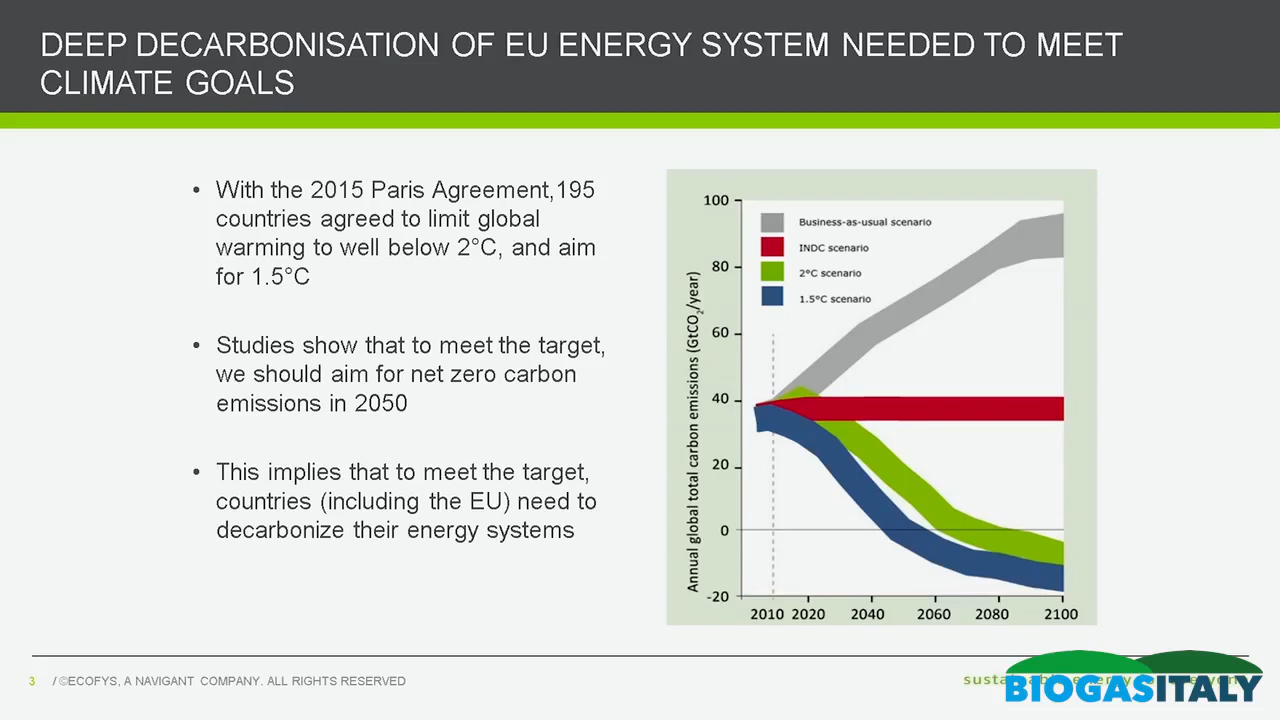 DEEP DECARBONISATION OF EU ENERGY SYSTEM NEEDED TO MEET
CLIMATE GOALS
• With the 2015 Paris Agreement,195
countries agreed to limit global
warming to well below 2°C, and aim
for 1.5°C
• Studies show that to meet the target,
we should aim for net zero carbon
emissions in 2050
• This implies that to meet the target,
countries (including the EU) need to
decarbonize their energy systems
Annual global total carbon emissions (GtCO2/year)
100
80
60
40
20
0
-20
Business-as-usual scenario
INDC scenario
2°C scenario
1.5°C scenario
2010 2020 2040 2060 2080 2100
3 / ©ECOFYS, A NAVIGANT COMPANY. ALL RIGHTS RESERVED
BIOGASITALY